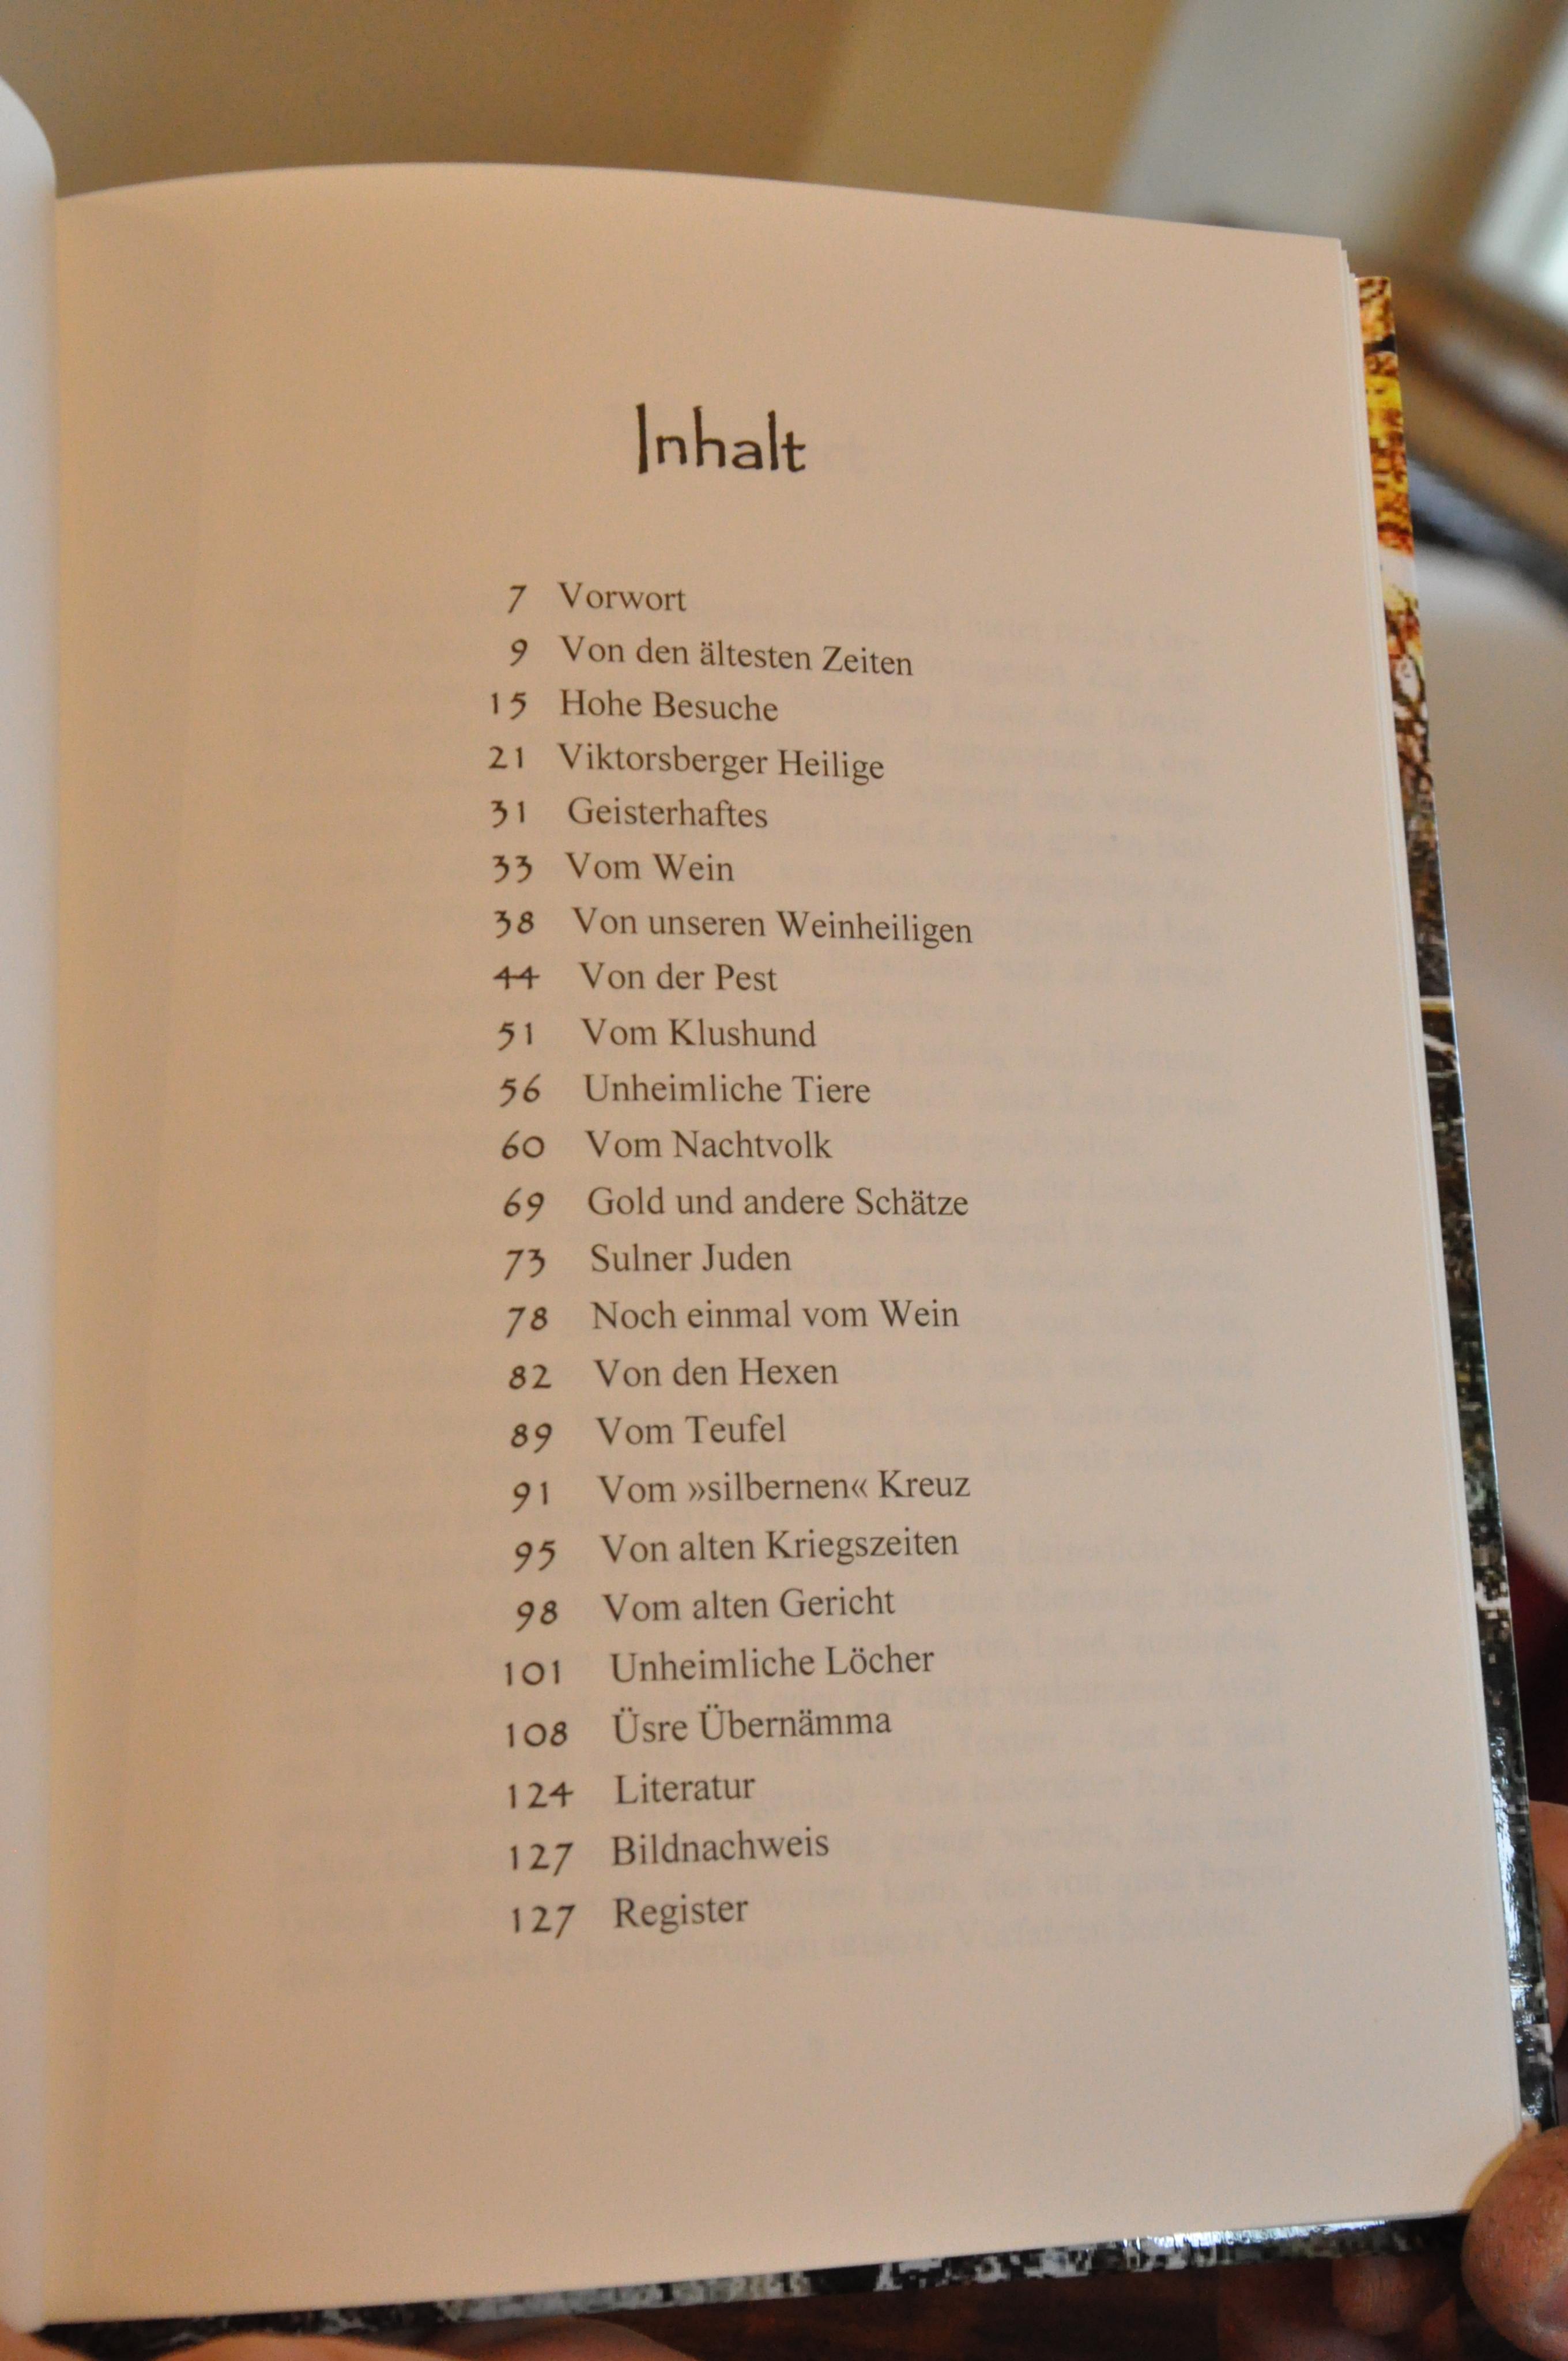 Inhalt
7 Vorwort
9 Von den ältesten Zeiten
15 Hohe Besuche
21 Viktorsberger Heilige
31 Geisterhaftes
33 Vom Wein
38 Von unseren Weinheiligen
44 Von der Pest
51 Vom Klushund
56 Unheimliche Tiere
60 Vom Nachtvolk
69 Gold und andere Schätze
73 Sulner Juden
78 Noch einmal vom Wein
82 Von den Hexen
89 Vom Teufel
91 Vom »silbernen« Kreuz
95 Von alten Kriegszeiten
98 Vom alten Gericht
101 Unheimliche Löcher
108 Üsre Übernämma
124 Literatur
127 Bildnachweis
127 Register